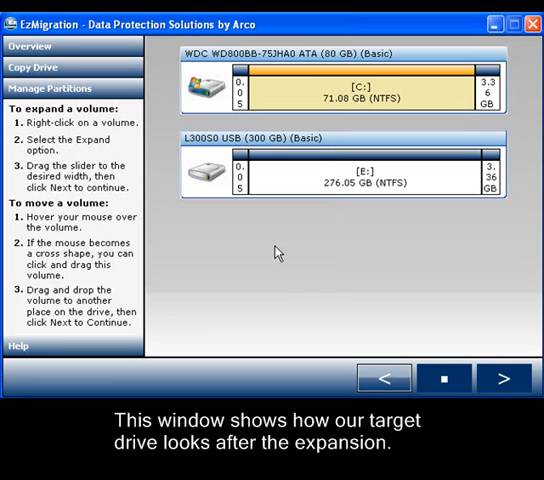 EzMigration - Data Protection Solutions by Arco
Overview
Copy Drive
Manage Partitions
To expand a volume:
1. Right-click on a volume.
2. Select the Expand
option.
3. Drag the slider to the
desired width, then
click Next to continue.
To move a volume:
1. Hover your mouse over
the volume.
2. If the mouse becomes
a cross shape, you can
click and drag this
volume.
3. Drag and drop the
volume to another
place on the drive, then
click Next to Continue.
Help
WDC WD800BB-75JHA0 ATA (80 GB) (Basic)
0.
0
5
[C:]
71.08 GB (NTFS)
3.3
6
GB
L300S0 USB (300 GB) (Basic)
0.
0
5
[E:]
276.05 GB (NTFS)
3.
36
GB
<
>
This window shows how our target
drive looks after the expansion.